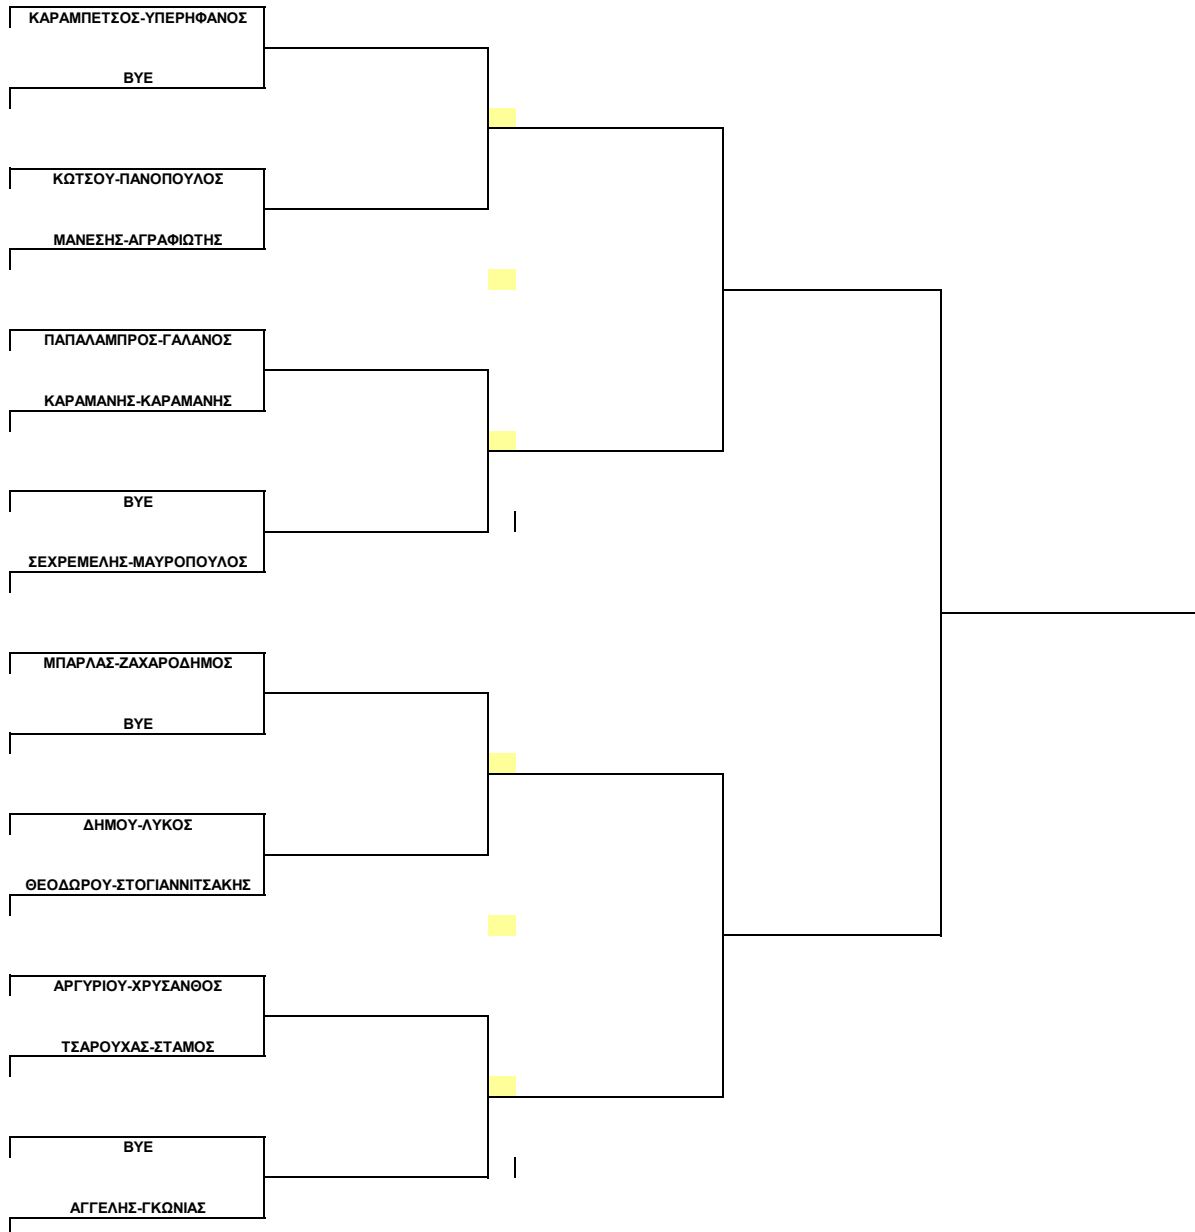 ΚΑΡΑΜΠΕΤΣΟΣ-ΥΠΕΡΗΦΑΝΟΣ
BYE
ΚΩΤΣΟΥ-ΠΑΝΟΠΟΥΛΟΣ
ΜΑΝΕΣΗΣ-ΑΓΡΑΦΙΩΤΗΣ
ΠΑΠΑΛΑΜΠΡΟΣ-ΓΑΛΑΝΟΣ
ΚΑΡΑΜΑΝΗΣ-ΚΑΡΑΜΑΝΗΣ
BYE
ΣΕΧΡΕΜΕΛΗΣ-ΜΑΥΡΟΠΟΥΛΟΣ
ΜΠΑΡΛΑΣ-ΖΑΧΑΡΟΔΗΜΟΣ
BYE
ΔΗΜΟΥ-ΛΥΚΟΣ
ΘΕΟΔΩΡΟΥ-ΣΤΟΓΙΑΝΝΙΤΣΑΚΗΣ
ΑΡΓΥΡΙΟΥ-ΧΡΥΣΑΝΘΟΣ
ΤΣΑΡΟΥΧΑΣ-ΣΤΑΜΟΣ
BYE
ΑΓΓΕΛΗΣ-ΓΚΩΝΙΑΣ